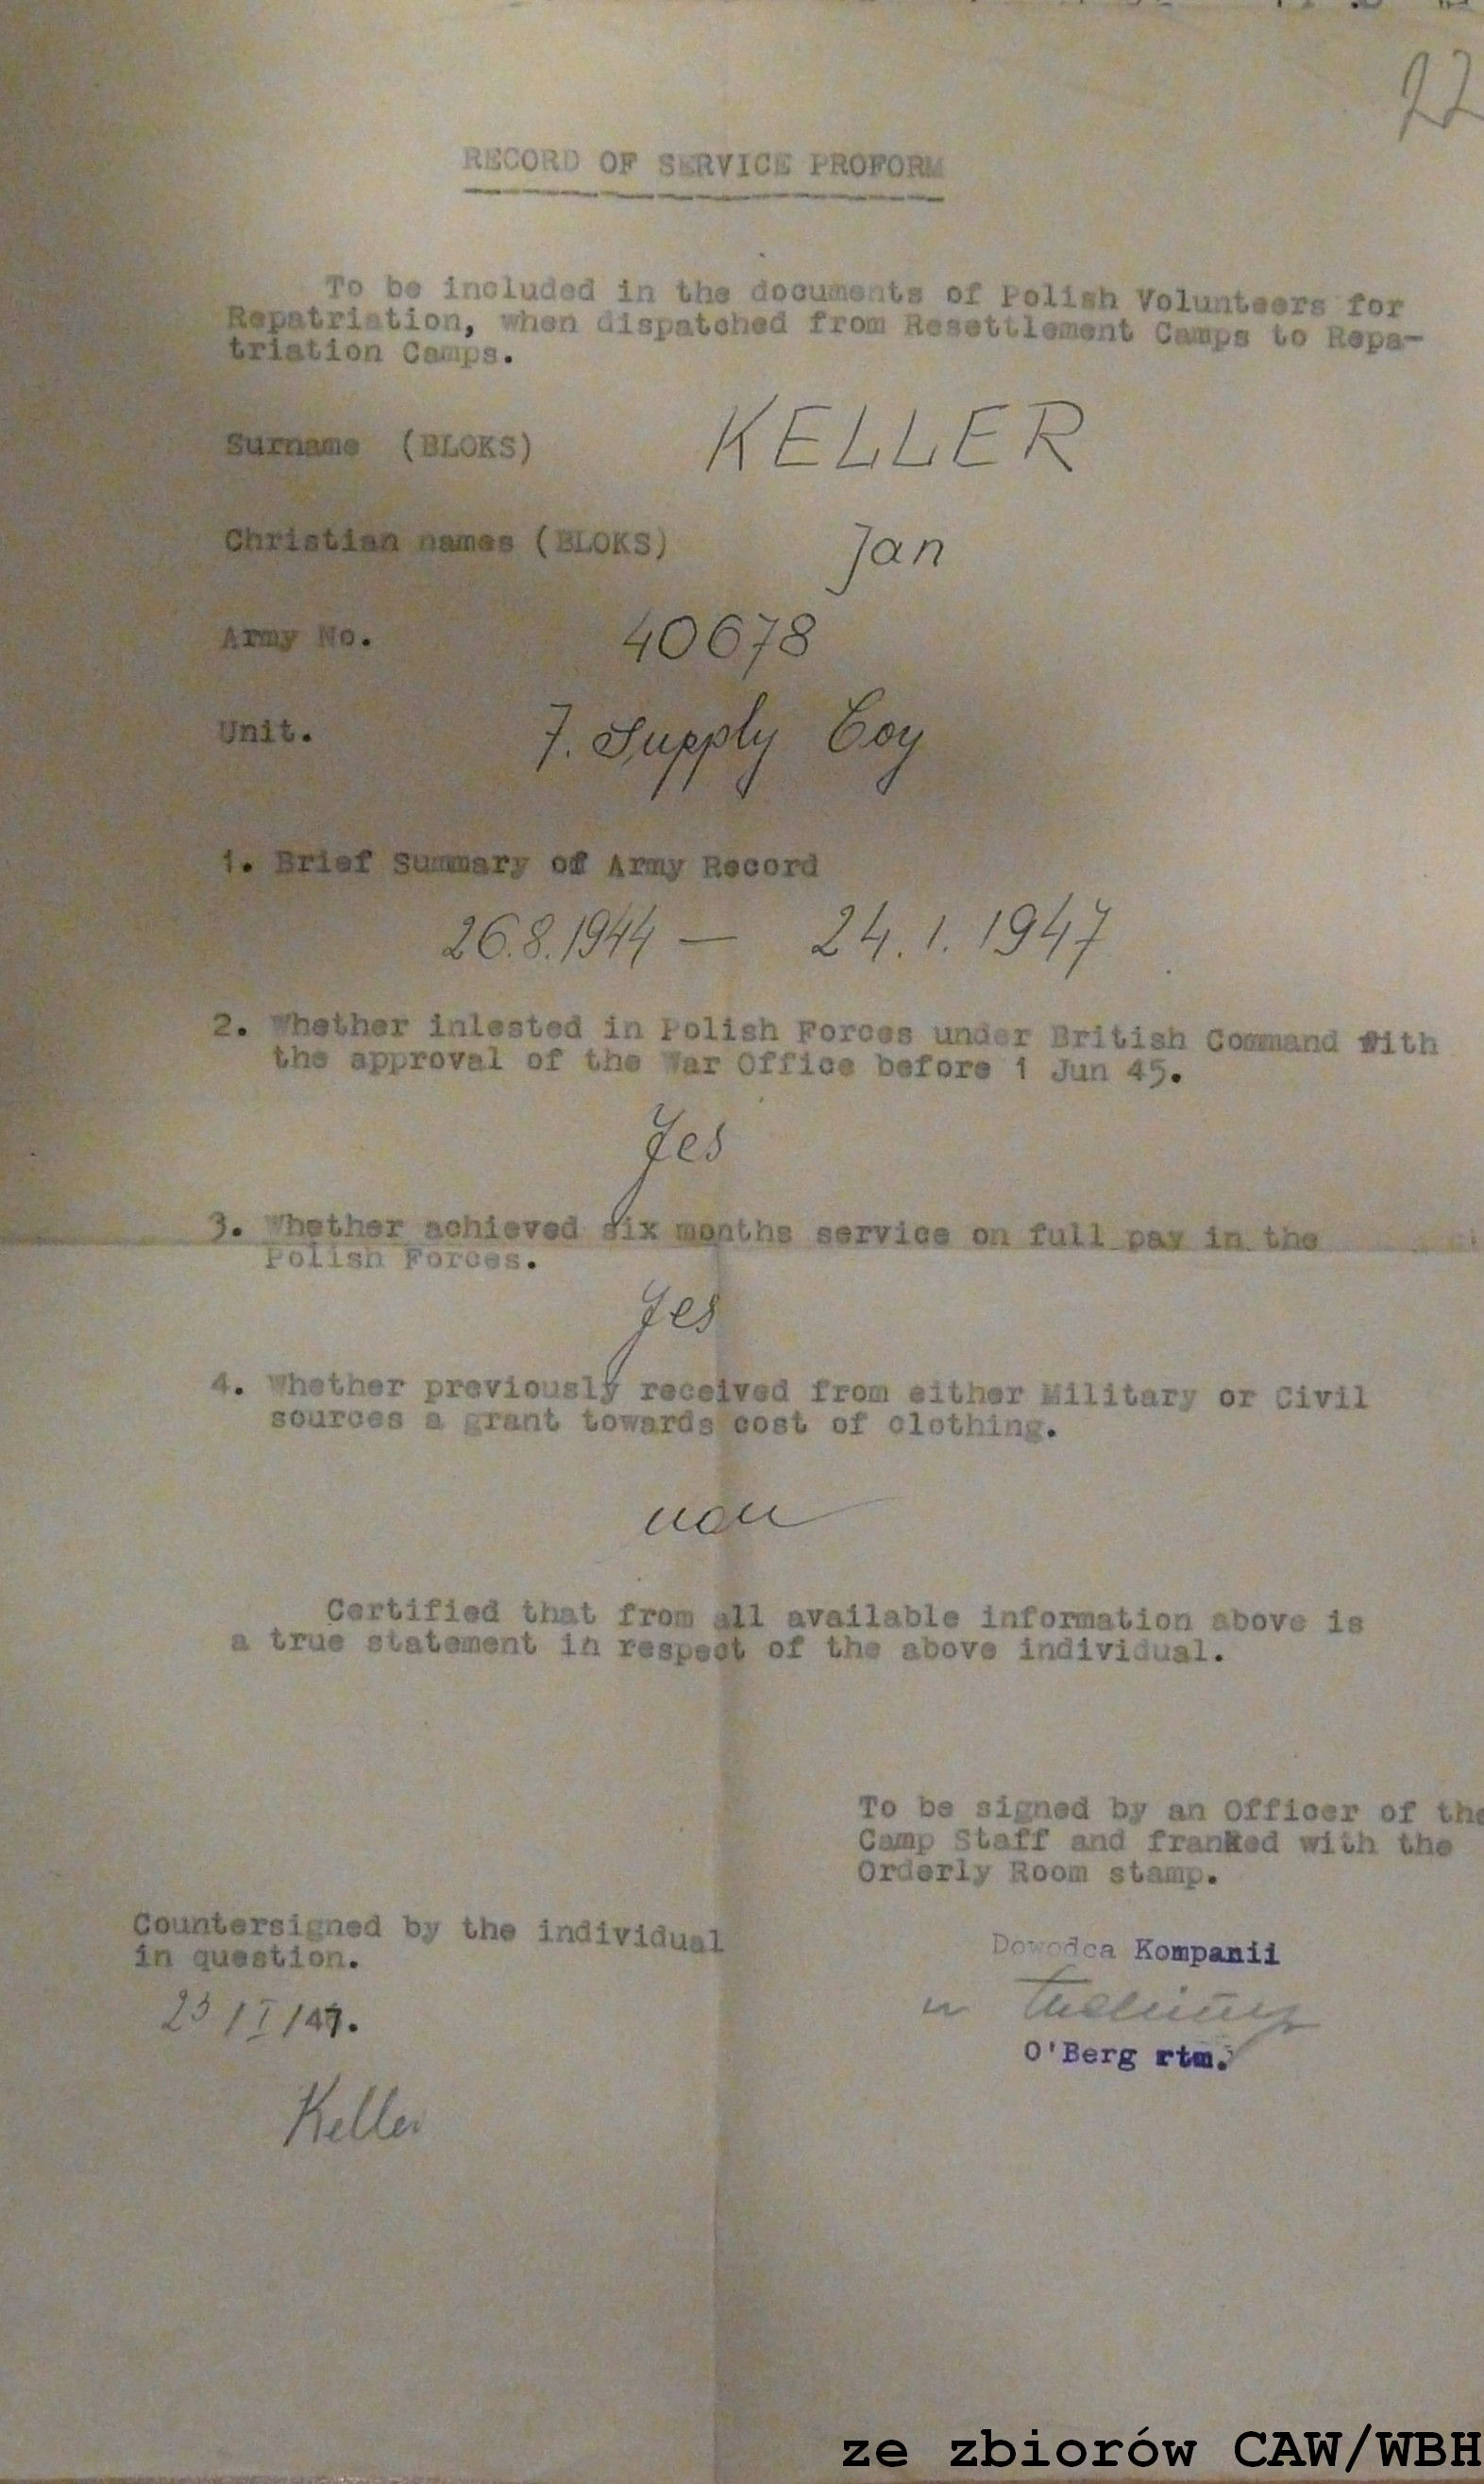 22
RECORD OF SERVICE PROFORM
To be included in the documents of Polish Volunteers for
Repatriation, when dispatched from Resettlement Camps to Repa-
triation Camps.
Surname (BLOKS) KELLER
Christian names (BLOKS) Jan
Army No. 40678
Unit. 7. Supply Coy
1. Brief Summary of Army Record
26.8.1944 — 24.1.1947
2. Whether inlested in Polish Forces under British Command With
the approval of the War Office before 1 Jun 45.
Yes
3. Whether achieved six months service on full pay in the
Polish Forces.
Yes
4. Whether previously received from either Military or Civil
sources a grant towards cost of clothing.
non
Certified that from all available information above is
a true statement in respect of the above individual.
To be signed by an Officer of the
Camp Staff and franked with the
Orderly Room stamp.
Countersigned by the individual
in question.
23/I/47.
Keller
Dowodca Kompanii
O'Berg rtm.
ze zbiorów CAW/WBH